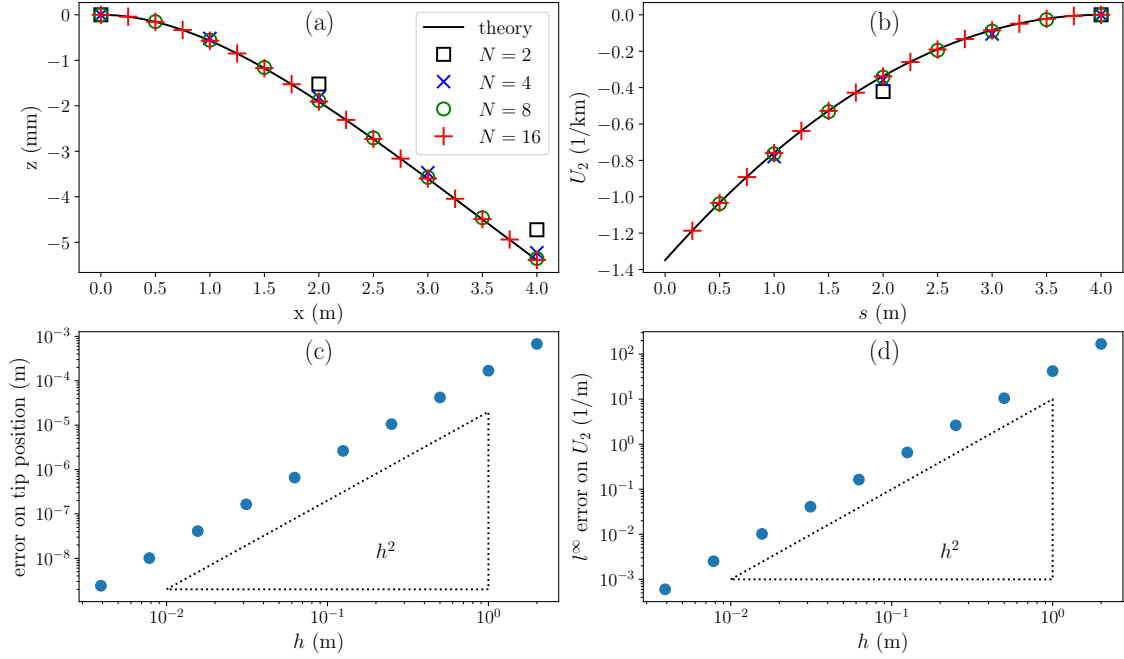 (a)
theory
N = 2
N = 4
N = 8
N = 16
0
−1
−2
−3
−4
−5
z (mm)
0.0 0.5 1.0 1.5 2.0 2.5 3.0 3.5 4.0
x (m)
(b)
0.0
−0.2
−0.4
−0.6
−0.8
−1.0
−1.2
−1.4
U₂ (1/km)
0.0 0.5 1.0 1.5 2.0 2.5 3.0 3.5 4.0
s (m)
(c)
10⁻³
10⁻⁴
10⁻⁵
10⁻⁶
10⁻⁷
10⁻⁸
error on tip position (m)
h²
10⁻² 10⁻¹ 10⁰
h (m)
(d)
10²
10¹
10⁰
10⁻¹
10⁻²
10⁻³
l^∞ error on U₂ (1/m)
h²
10⁻² 10⁻¹ 10⁰
h (m)